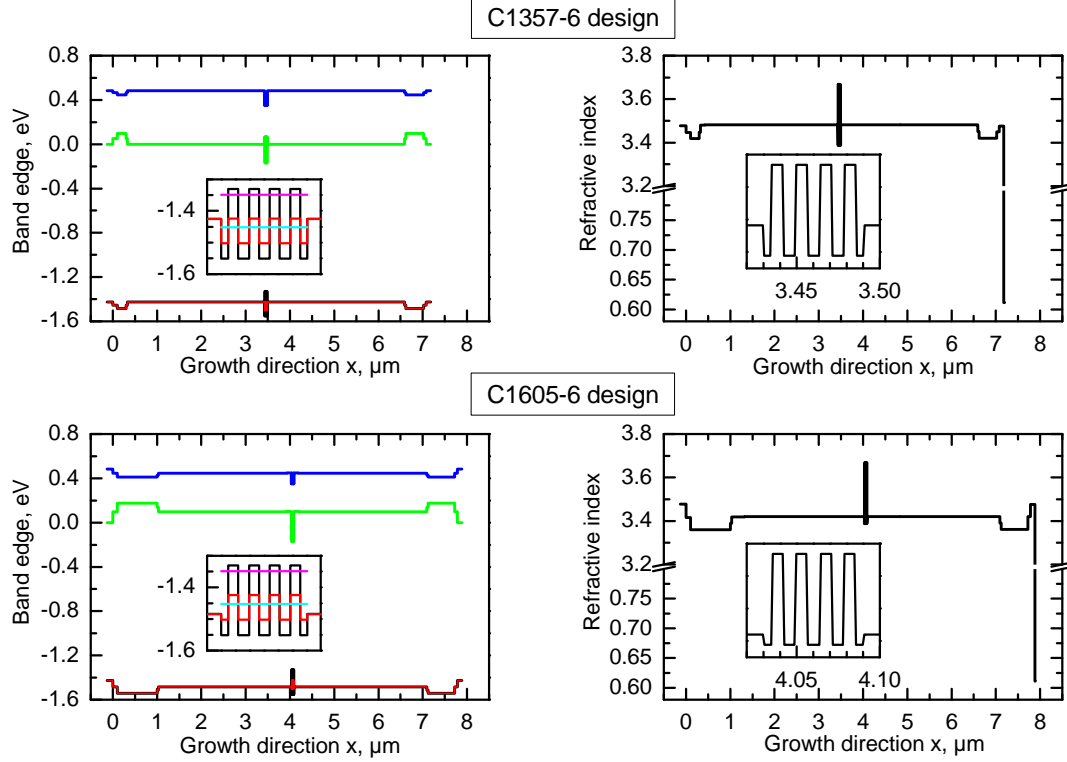 C1357-6 design
0.8
0.4
0.0
-0.4
-0.8
-1.2
-1.6
Band edge, eV
-1.4
-1.6
0 1 2 3 4 5 6 7 8
Growth direction x, µm
3.8
3.6
3.4
3.2
0.75
0.70
0.65
0.60
Refractive index
3.45 3.50
0 1 2 3 4 5 6 7 8
Growth direction x, µm
C1605-6 design
0.8
0.4
0.0
-0.4
-0.8
-1.2
-1.6
Band edge, eV
-1.4
-1.6
0 1 2 3 4 5 6 7 8
Growth direction x, µm
3.8
3.6
3.4
3.2
0.75
0.70
0.65
0.60
Refractive index
4.05 4.10
0 1 2 3 4 5 6 7 8
Growth direction x, µm